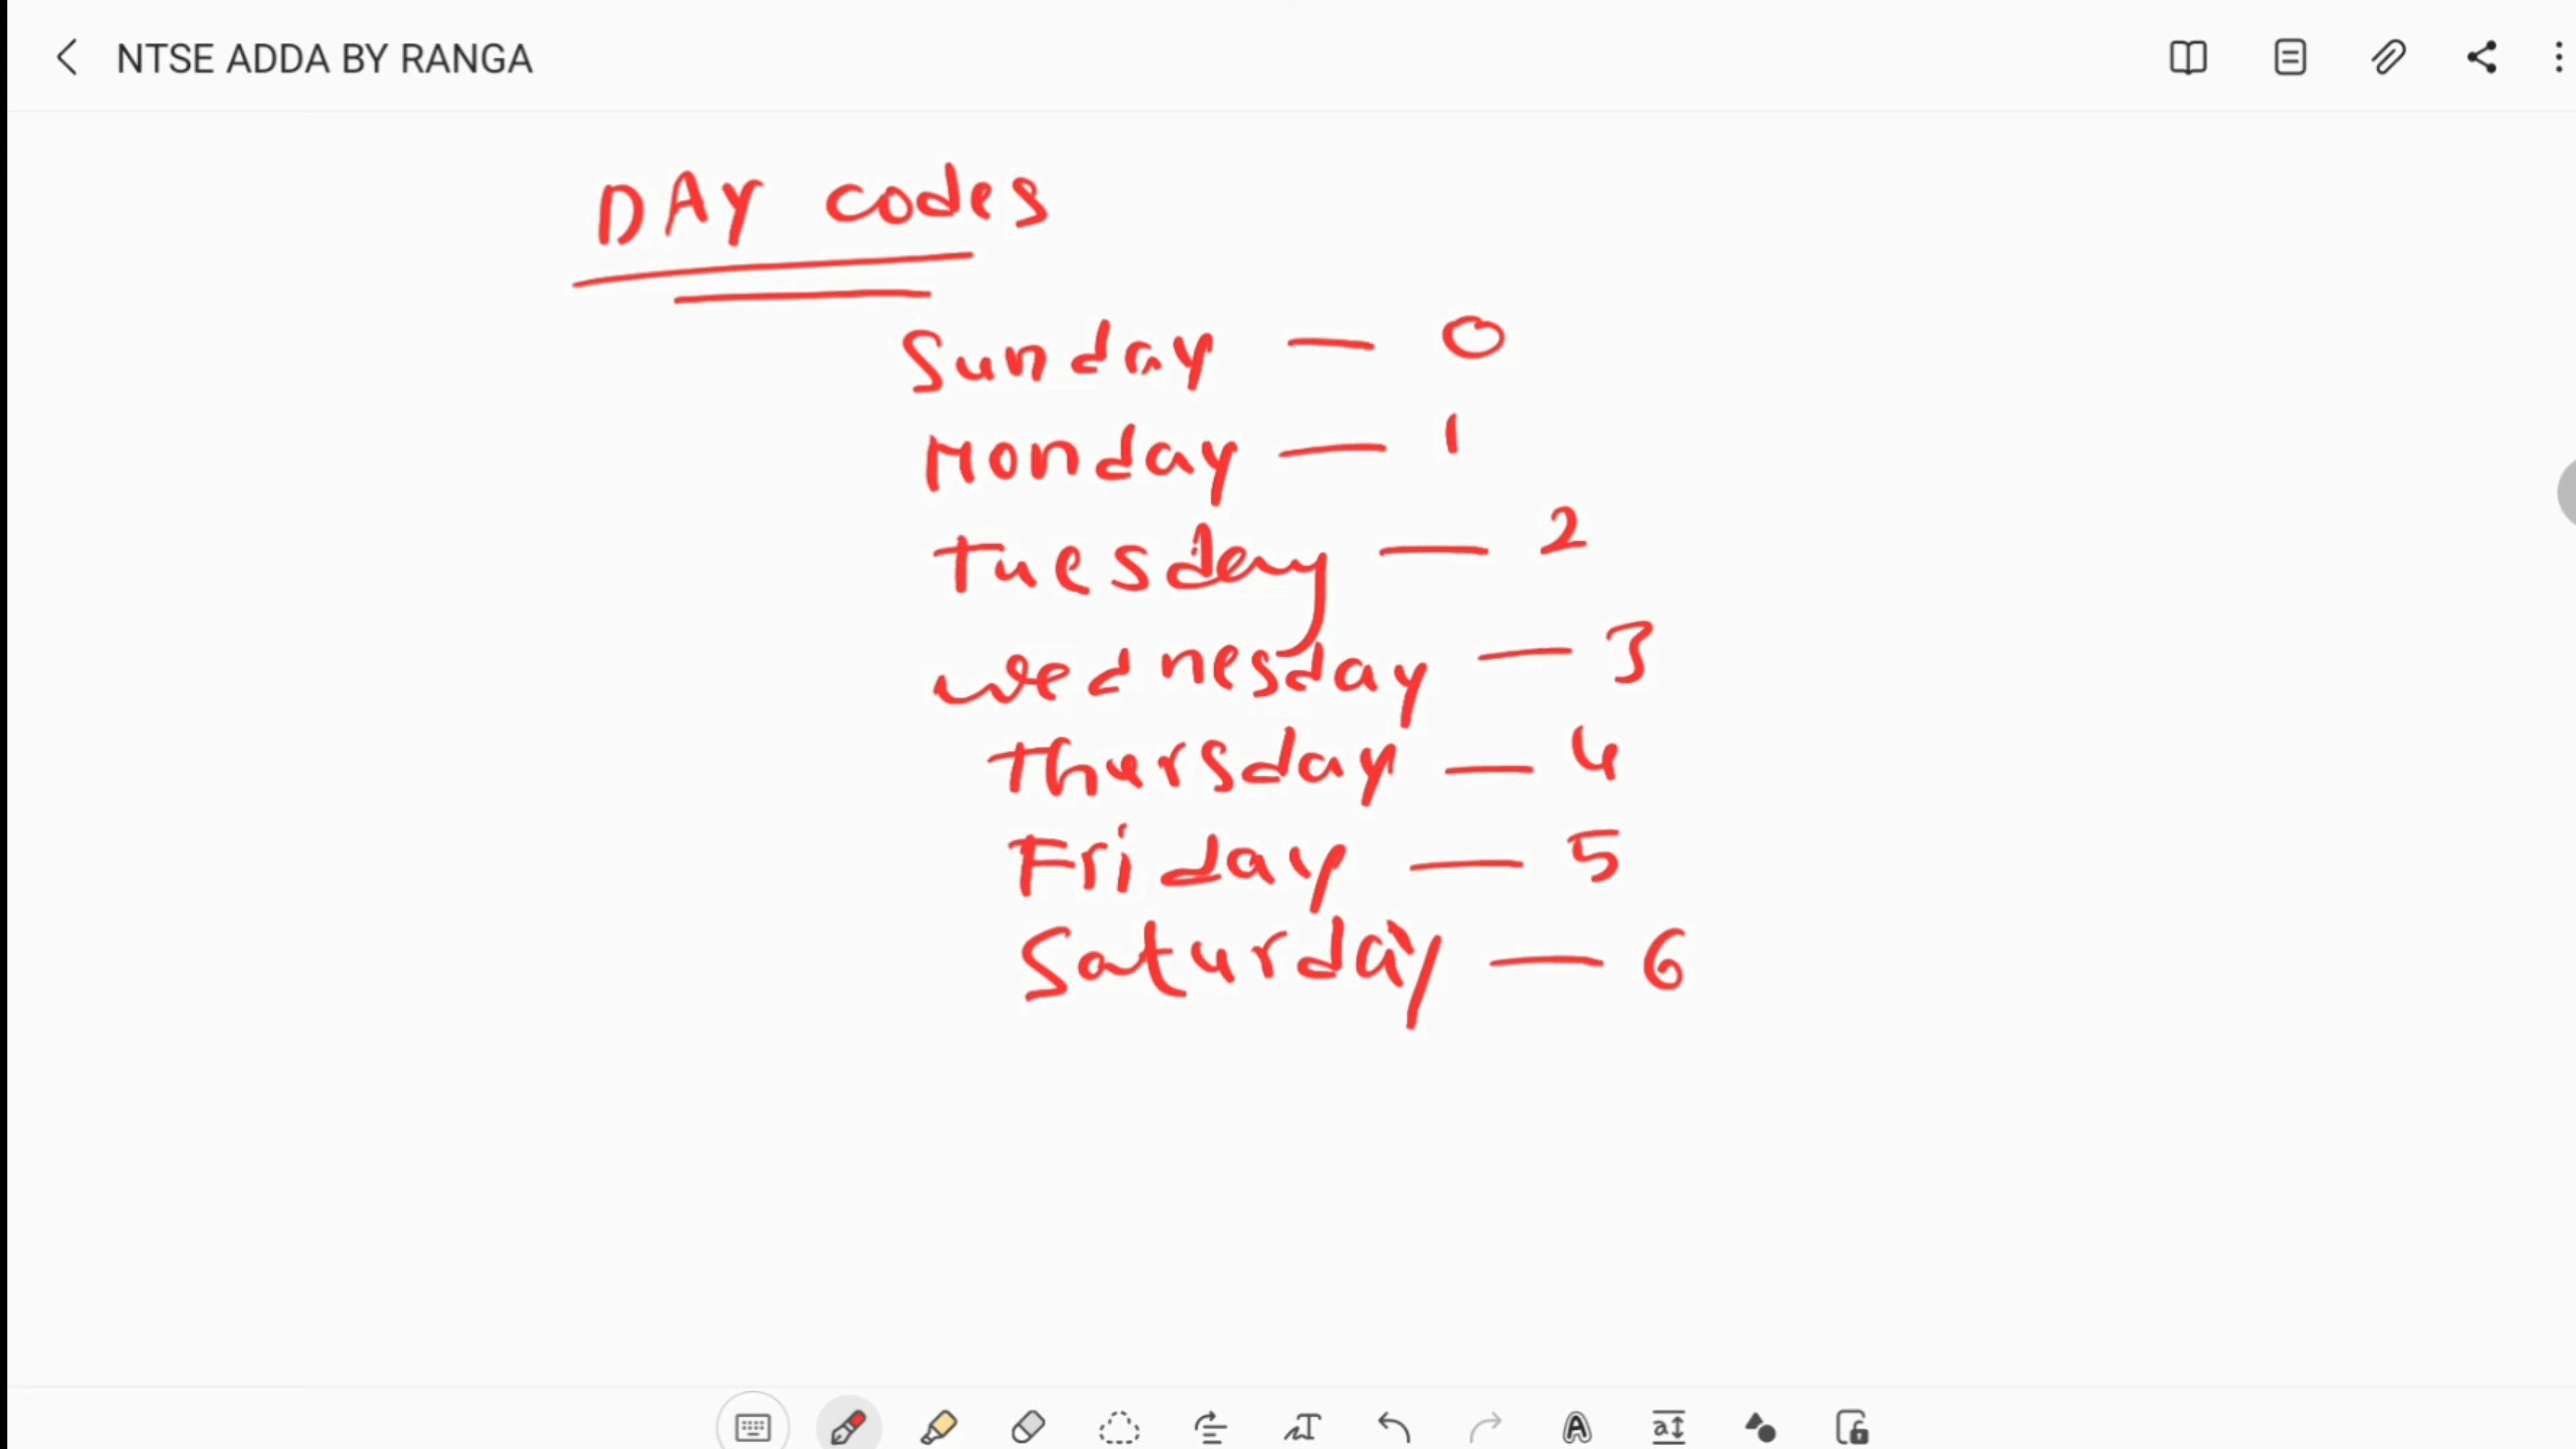 NTSE ADDA BY RANGA
DAY codes
Sunday — 0
Monday — 1
Tuesday — 2
Wednesday — 3
Thursday — 4
Friday — 5
Saturday — 6